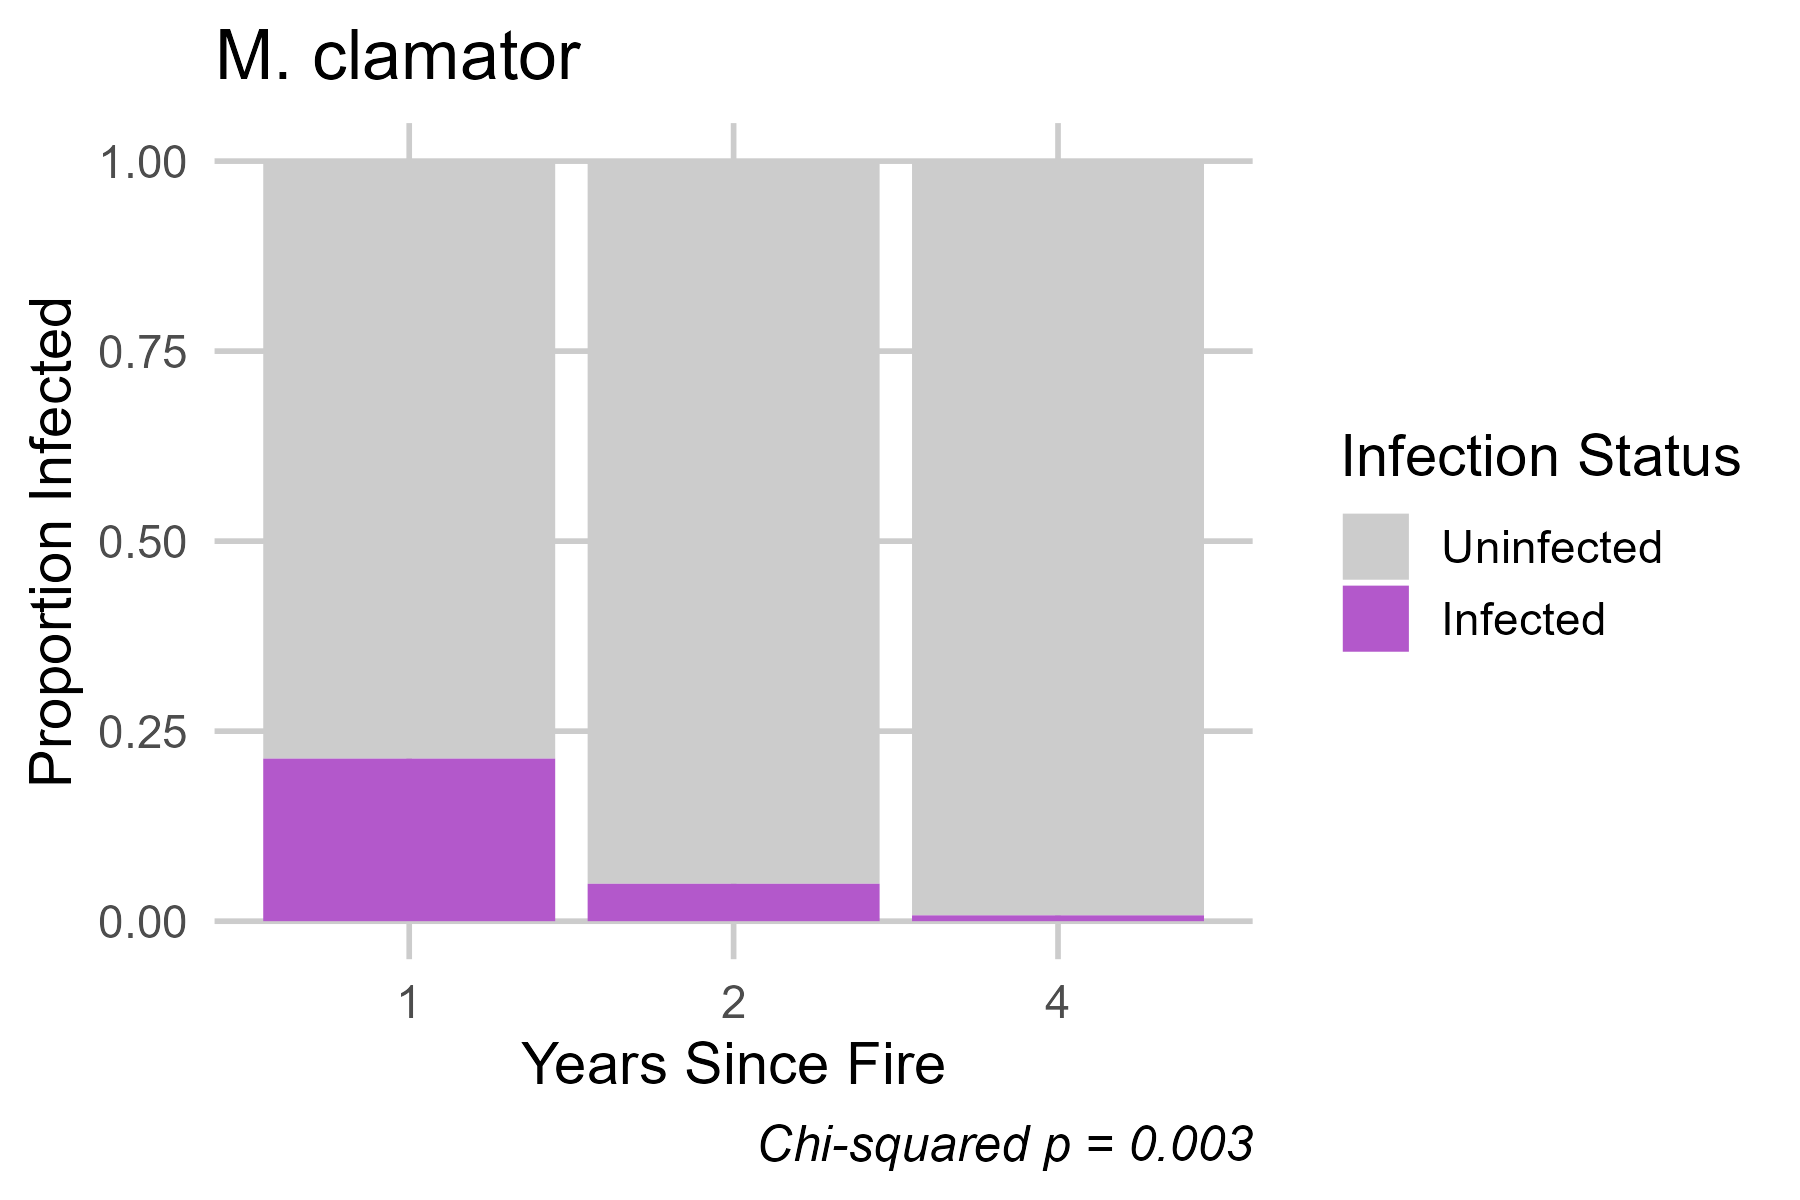 M. clamator
1.00
0.75
0.50
0.25
0.00
Proportion Infected
1 2 4
Years Since Fire
Chi-squared p = 0.003
Infection Status
Uninfected
Infected